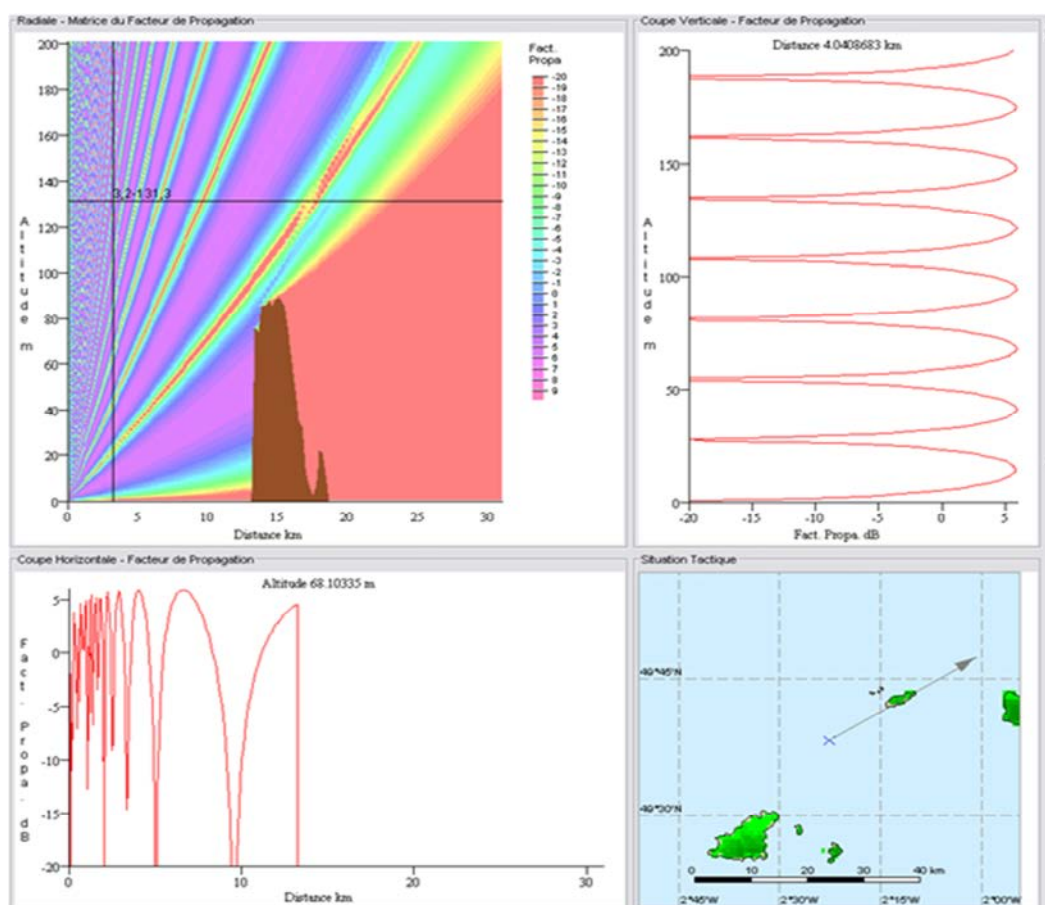 Radiale - Matrice du Facteur de Propagation
200
180
160
140
120
100
80
60
40
20
0
Altitude m
3,2-131,3
0 5 10 15 20 25 30
Distance km
Fact.
Propa
-20
-19
-18
-17
-16
-15
-14
-13
-12
-11
-10
-9
-8
-7
-6
-5
-4
-3
-2
-1
0
1
2
3
4
5
6
7
8
9
Coupe Verticale - Facteur de Propagation
Distance 4.0408683 km
200
150
100
50
0
Altitude m
-20 -15 -10 -5 0 5
Fact. Propa. dB
Coupe Horizontale - Facteur de Propagation
Altitude 68.10335 m
5
0
-5
-10
-15
-20
Fact. Propa. dB
0 10 20 30
Distance km
Situation Tactique
49°45'N
49°30'N
0 10 20 30 40 km
2°45'W 2°30'W 2°15'W 2°00'W